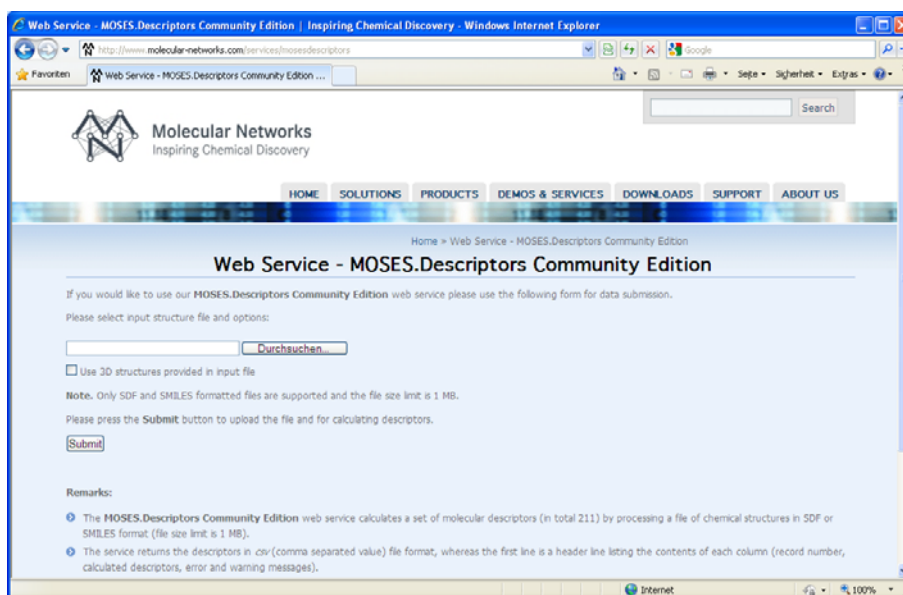 Web Service - MOSES.Descriptors Community Edition | Inspiring Chemical Discovery - Windows Internet Explorer
http://www.molecular-networks.com/services/mosesdescriptors
Google
Favoriten
Web Service - MOSES.Descriptors Community Edition ...
Seite
Sicherheit
Extras
Search
Molecular Networks
Inspiring Chemical Discovery
HOME SOLUTIONS PRODUCTS DEMOS & SERVICES DOWNLOADS SUPPORT ABOUT US
Home » Web Service - MOSES.Descriptors Community Edition
Web Service - MOSES.Descriptors Community Edition
If you would like to use our MOSES.Descriptors Community Edition web service please use the following form for data submission.
Please select input structure file and options:
Durchsuchen...
Use 3D structures provided in input file
Note. Only SDF and SMILES formatted files are supported and the file size limit is 1 MB.
Please press the Submit button to upload the file and for calculating descriptors.
Submit
Remarks:
The MOSES.Descriptors Community Edition web service calculates a set of molecular descriptors (in total 211) by processing a file of chemical structures in SDF or
SMILES format (file size limit is 1 MB).
The service returns the descriptors in csv (comma separated value) file format, whereas the first line is a header line listing the contents of each column (record number,
calculated descriptors, error and warning messages).
Internet
100%